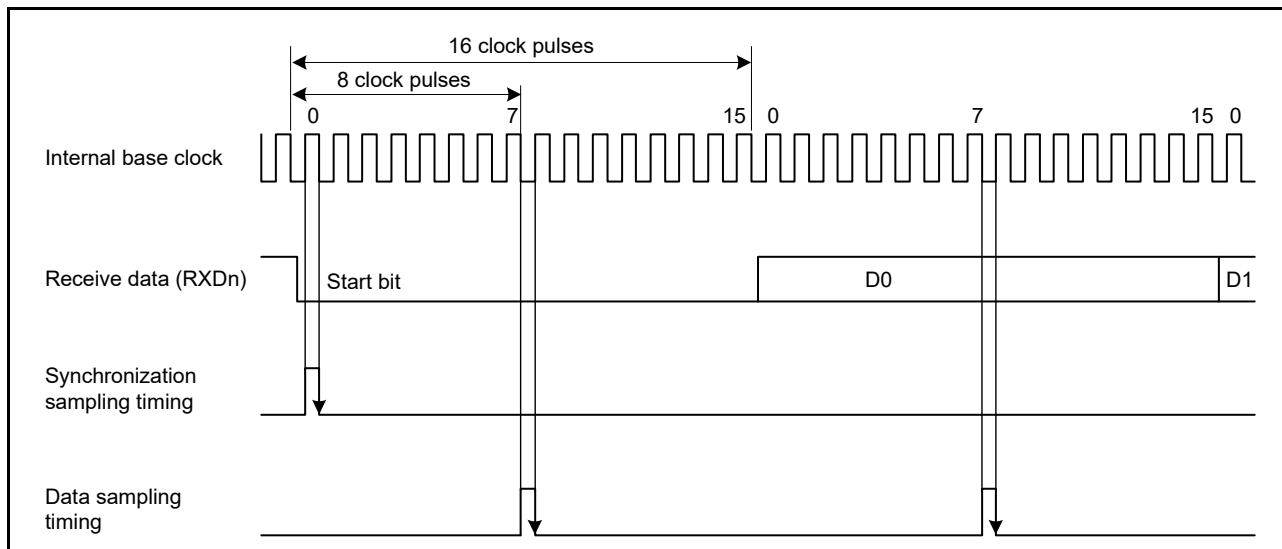 16 clock pulses
8 clock pulses
0 7 15 0 7 15 0
Internal base clock
Receive data (RXDn)
Start bit
D0
D1
Synchronization
sampling timing
Data sampling
timing